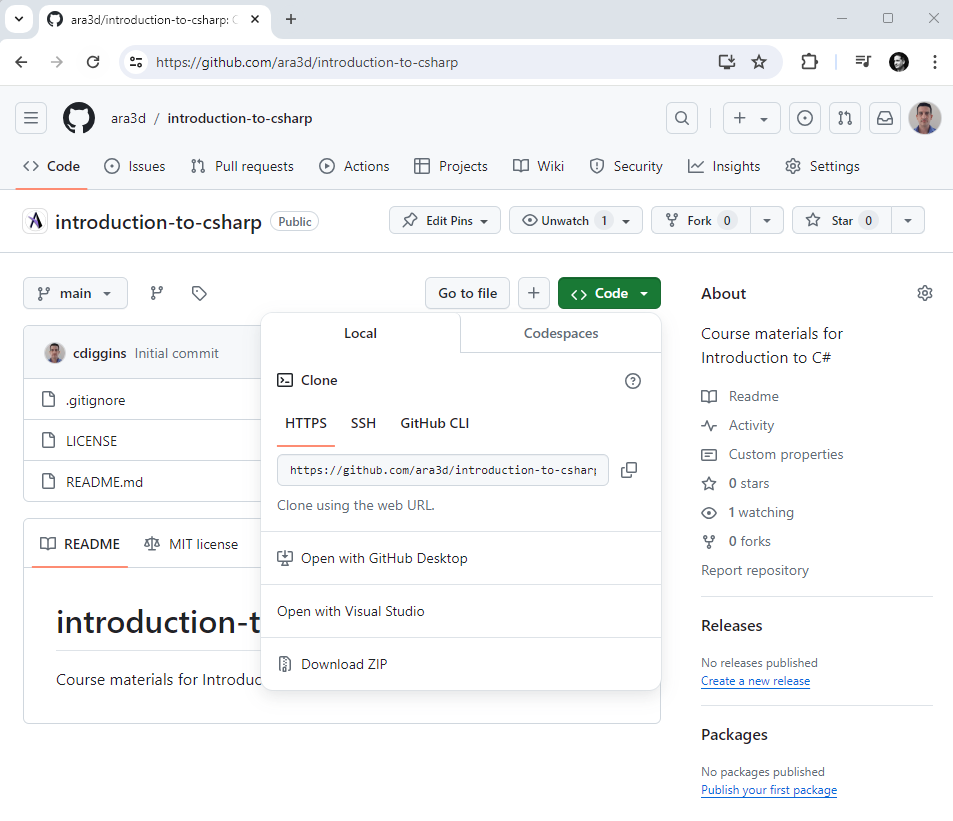 ara3d/introduction-to-csharp: C
https://github.com/ara3d/introduction-to-csharp
ara3d / introduction-to-csharp
Code Issues Pull requests Actions Projects Wiki Security Insights Settings
introduction-to-csharp Public Edit Pins Unwatch 1 Fork 0 Star 0
main Go to file Code
Local Codespaces
cdiggins Initial commit
Clone
.gitignore
HTTPS SSH GitHub CLI
LICENSE
https://github.com/ara3d/introduction-to-csharp
README.md
Clone using the web URL.
README MIT license
Open with GitHub Desktop
Open with Visual Studio
Download ZIP
introduction-t
Course materials for Introduc
About
Course materials for
Introduction to C#
Readme
Activity
Custom properties
0 stars
1 watching
0 forks
Report repository
Releases
No releases published
Create a new release
Packages
No packages published
Publish your first package